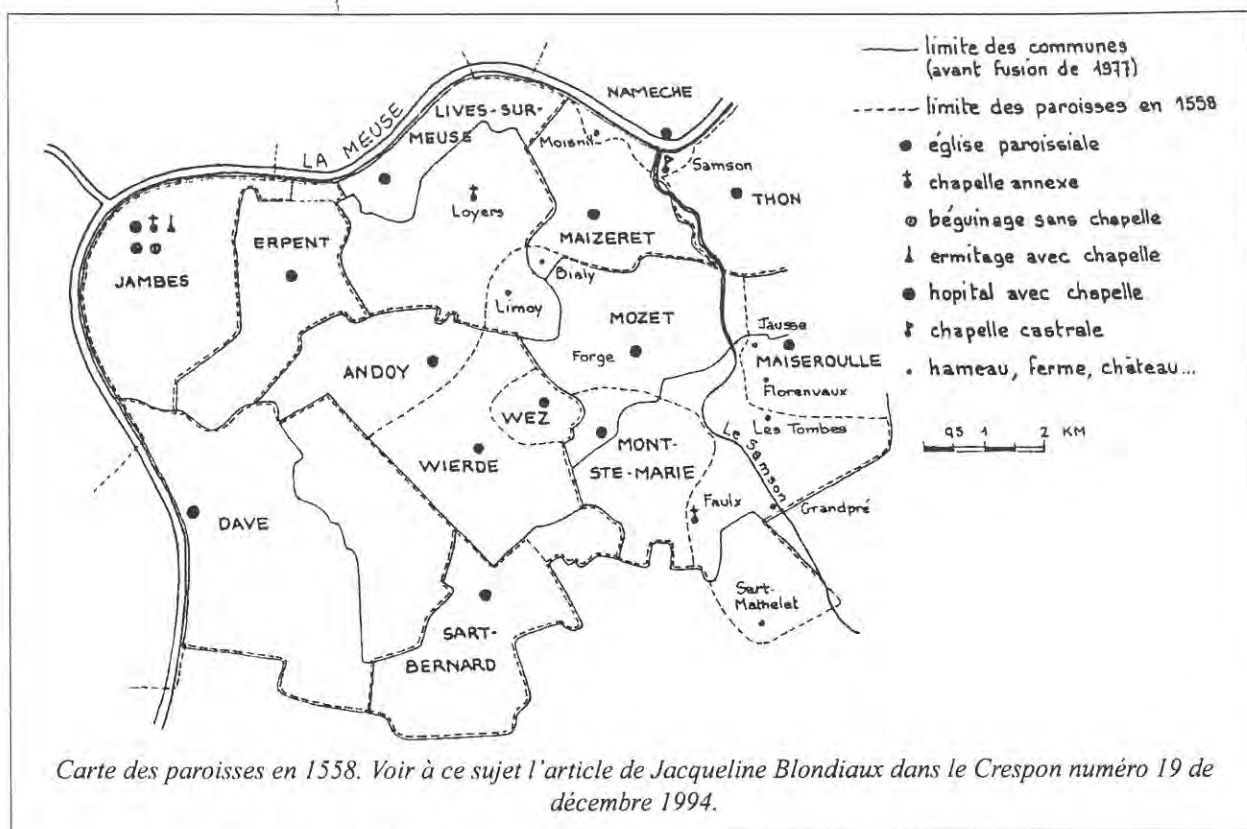 limite des communes
(avant fusion de 1977)
limite des paroisses en 1558
église paroissiale
chapelle annexe
béguinage sans chapelle
ermitage avec chapelle
hopital avec chapelle
chapelle castrale
hameau, ferme, château...
0,5 1 2 KM
NAMECHE
LIVES-SUR-
MEUSE
LA MEUSE
Moisnil
Samson
THON
Loyers
ERPENT
JAMBES
MAIZERET
Bialy
Limoy
MOZET
Jausse
Forge
MAISEROULLE
ANDOY
Florenvaux
WEZ
Les Tombes
MONT-
STE-MARIE
Le Samson
WIERDE
Faulx
Grandpré
DAVE
Sart-
Mathelet
SART-
BERNARD
Carte des paroisses en 1558. Voir à ce sujet l'article de Jacqueline Blondiaux dans le Crespon numéro 19 de
décembre 1994.